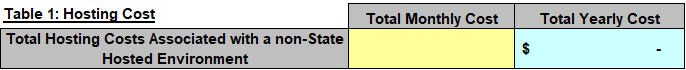 Table 1: Hosting Cost
Total Monthly Cost
Total Yearly Cost
Total Hosting Costs Associated with a non-State
Hosted Environment
$ -